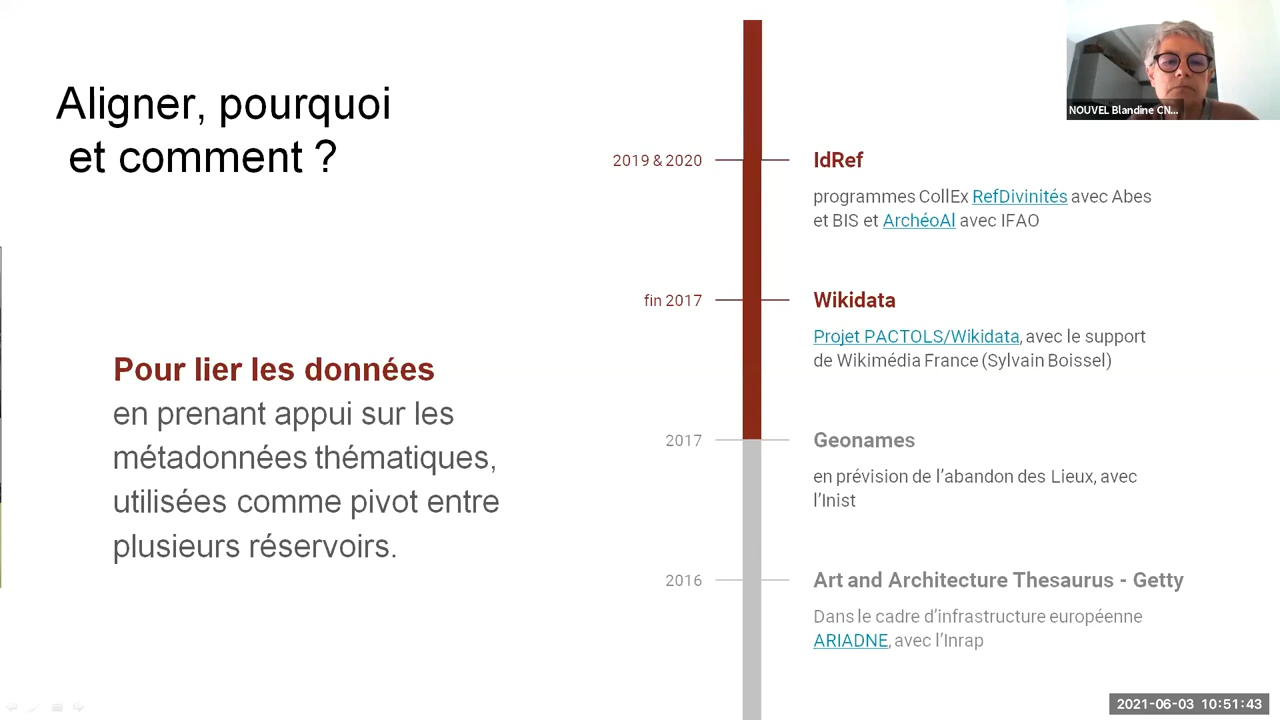 Aligner, pourquoi
et comment ?
Pour lier les données
en prenant appui sur les
métadonnées thématiques,
utilisées comme pivot entre
plusieurs réservoirs.
2019 & 2020
IdRef
programmes CollEx RefDivinités avec Abes
et BIS et ArchéoAl avec IFAO
fin 2017
Wikidata
Projet PACTOLS/Wikidata, avec le support
de Wikimédia France (Sylvain Boissel)
2017
Geonames
en prévision de l'abandon des Lieux, avec
l'Inist
2016
Art and Architecture Thesaurus - Getty
Dans le cadre d'infrastructure européenne
ARIADNE, avec l'Inrap
NOUVEL Blandine CN...
2021-06-03 10:51:43